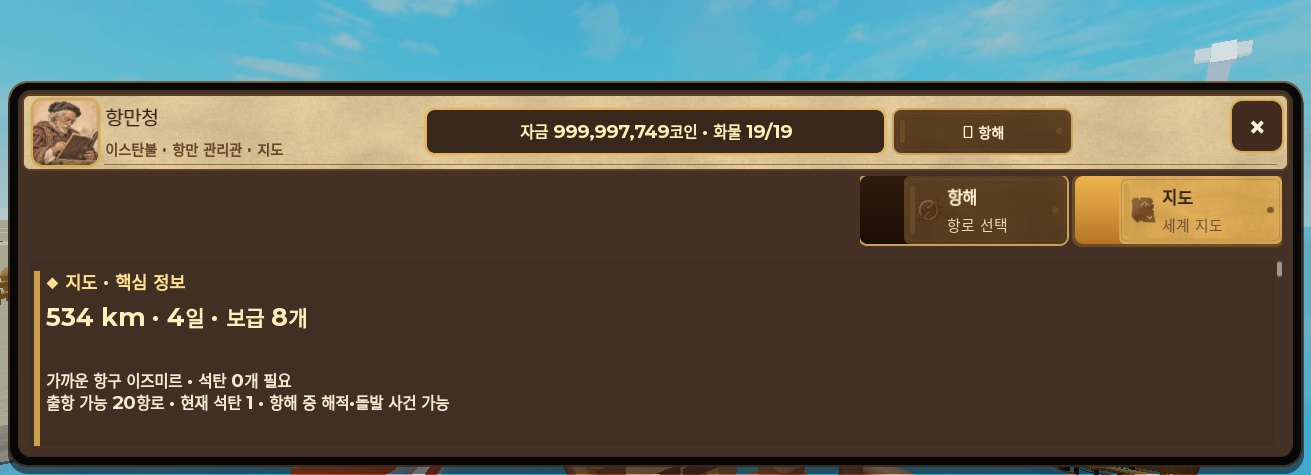 항만청
이스탄불 • 항만 관리관 • 지도
자금 999,997,749코인 • 화물 19/19
항해
×
항해
항로 선택
지도
세계 지도
◆ 지도 • 핵심 정보
534 km • 4일 • 보급 8개
가까운 항구 이즈미르 • 석탄 0개 필요
출항 가능 20항로 • 현재 석탄 1 • 항해 중 해적•돌발 사건 가능